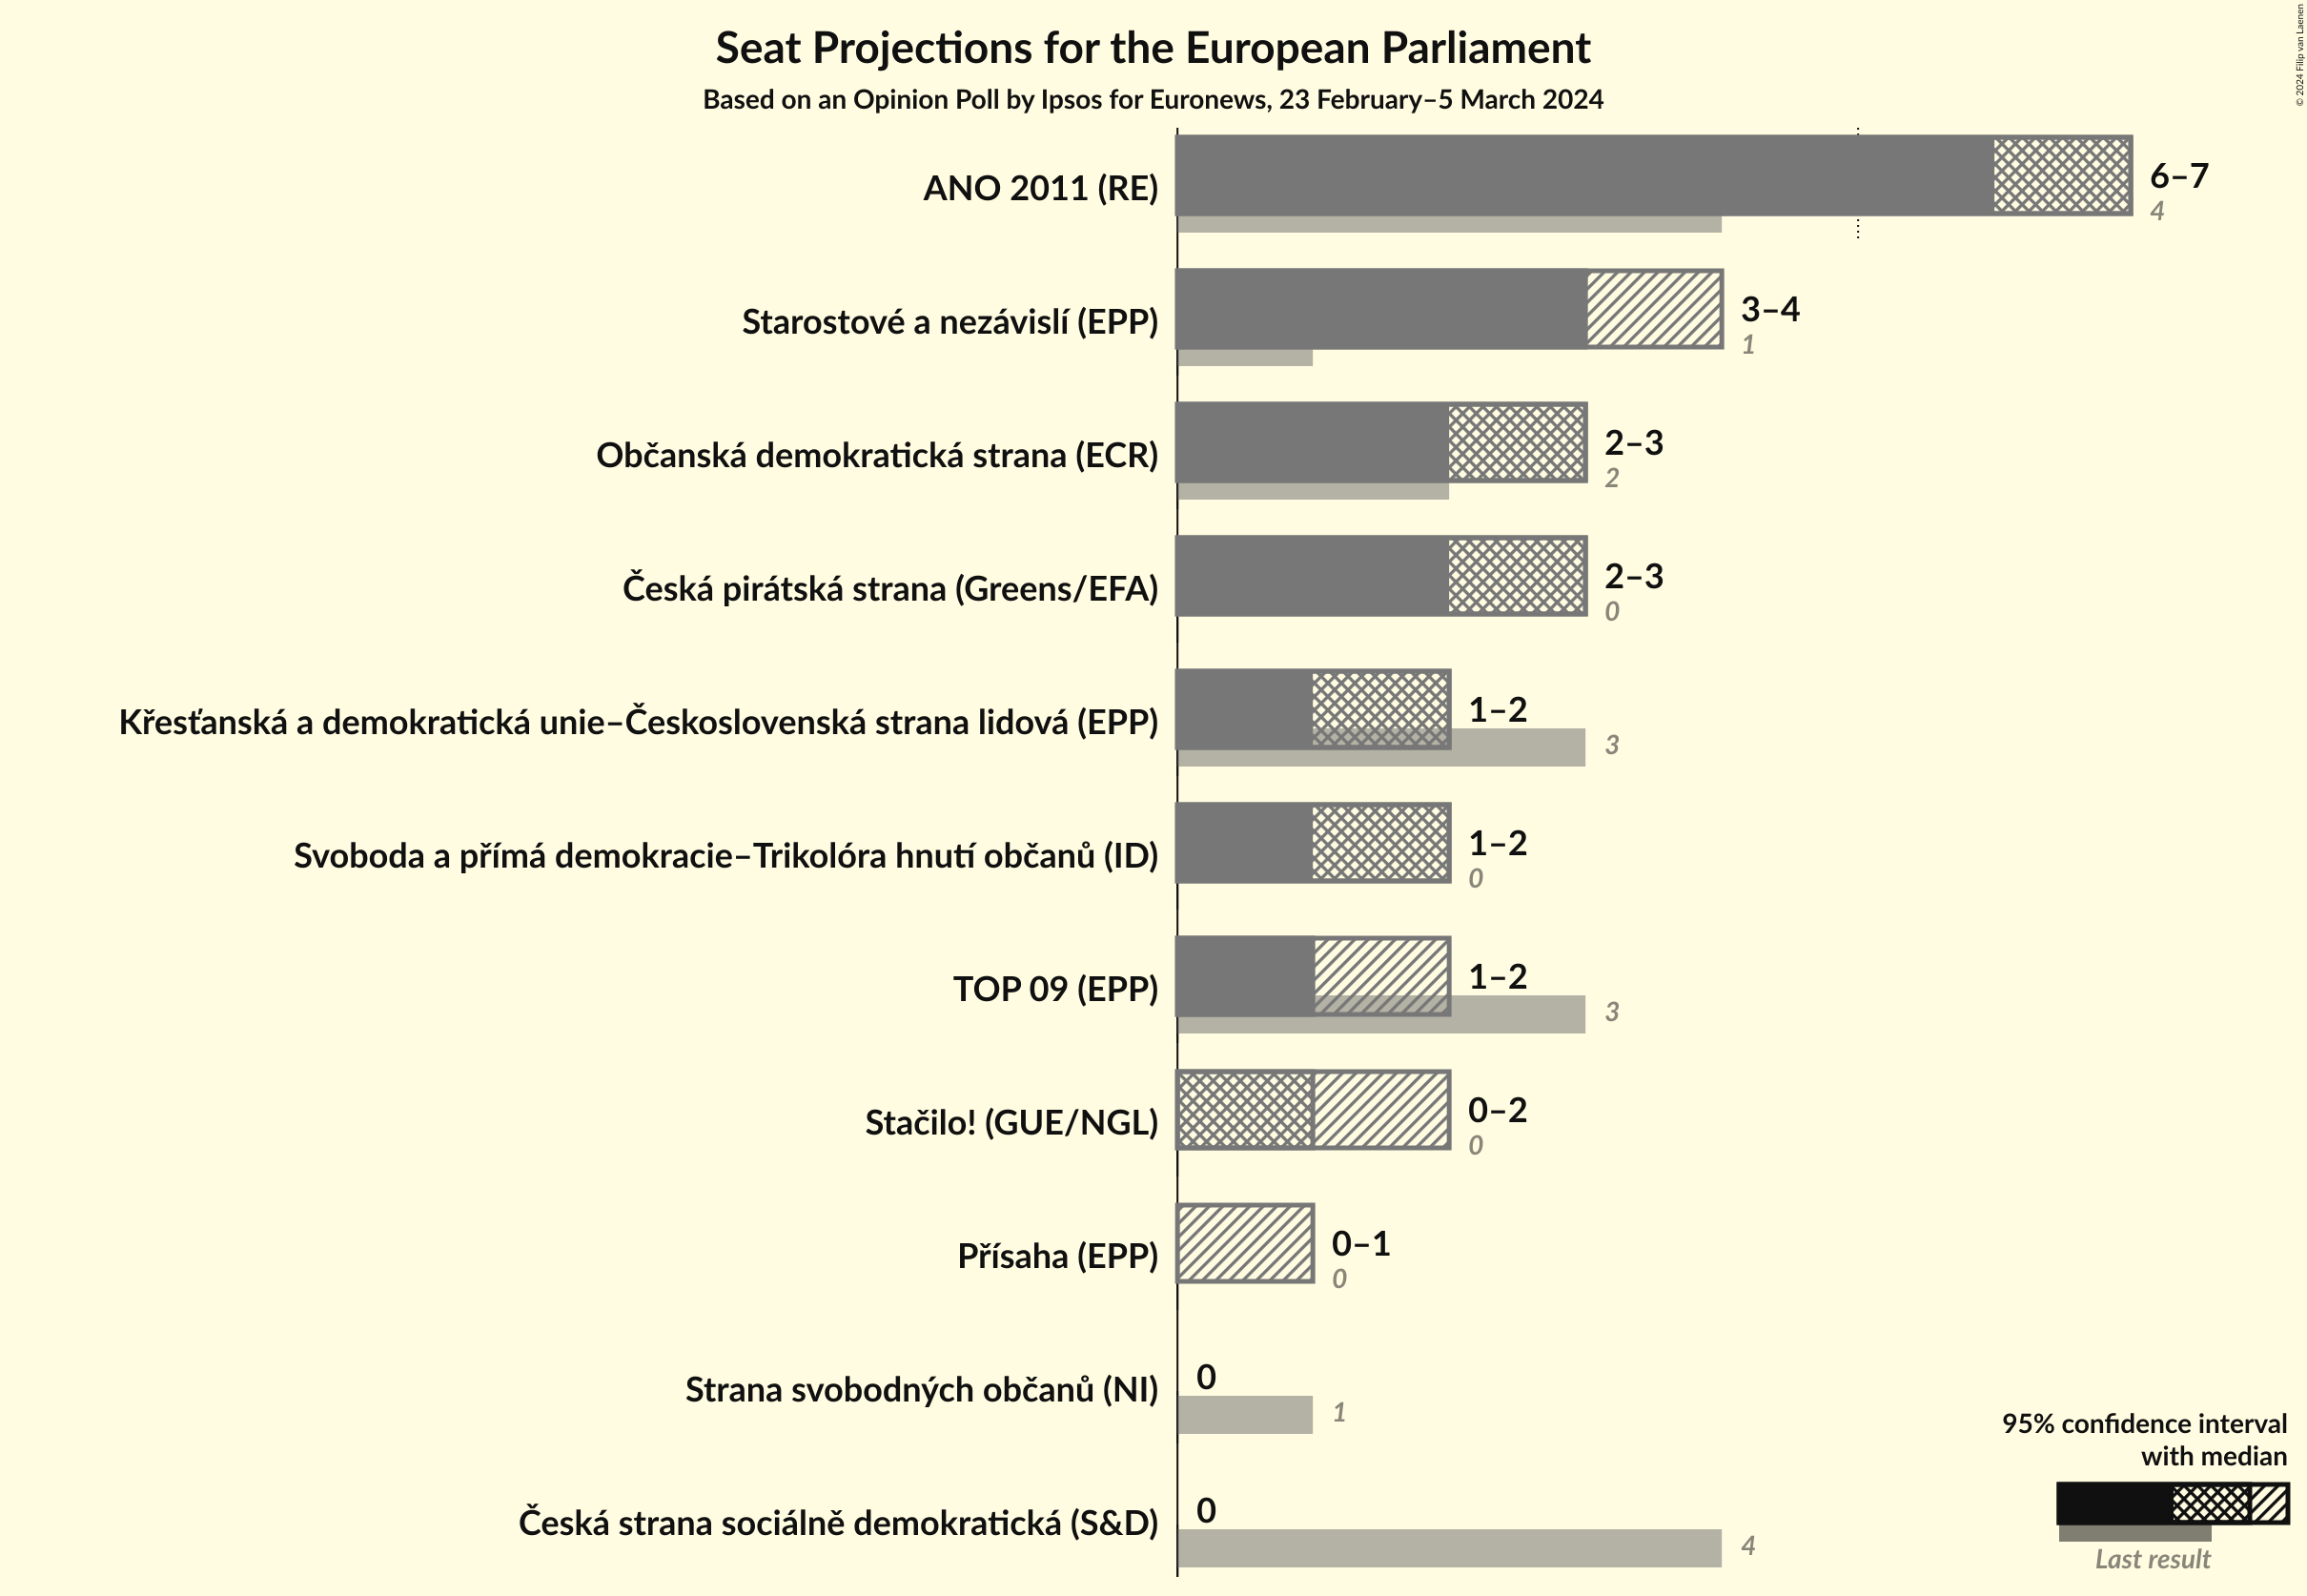 Seat Projections for the European Parliament
Based on an Opinion Poll by Ipsos for Euronews, 23 February–5 March 2024
© 2024 Filip van Laenen
ANO 2011 (RE)
6–7
4
Starostové a nezávislí (EPP)
3–4
1
Občanská demokratická strana (ECR)
2–3
2
Česká pirátská strana (Greens/EFA)
2–3
0
Křesťanská a demokratická unie–Československá strana lidová (EPP)
1–2
3
Svoboda a přímá demokracie–Trikolóra hnutí občanů (ID)
1–2
0
TOP 09 (EPP)
1–2
3
Stačilo! (GUE/NGL)
0–2
0
Přísaha (EPP)
0–1
0
Strana svobodných občanů (NI)
0
1
Česká strana sociálně demokratická (S&D)
0
4
95% confidence interval
with median
Last result